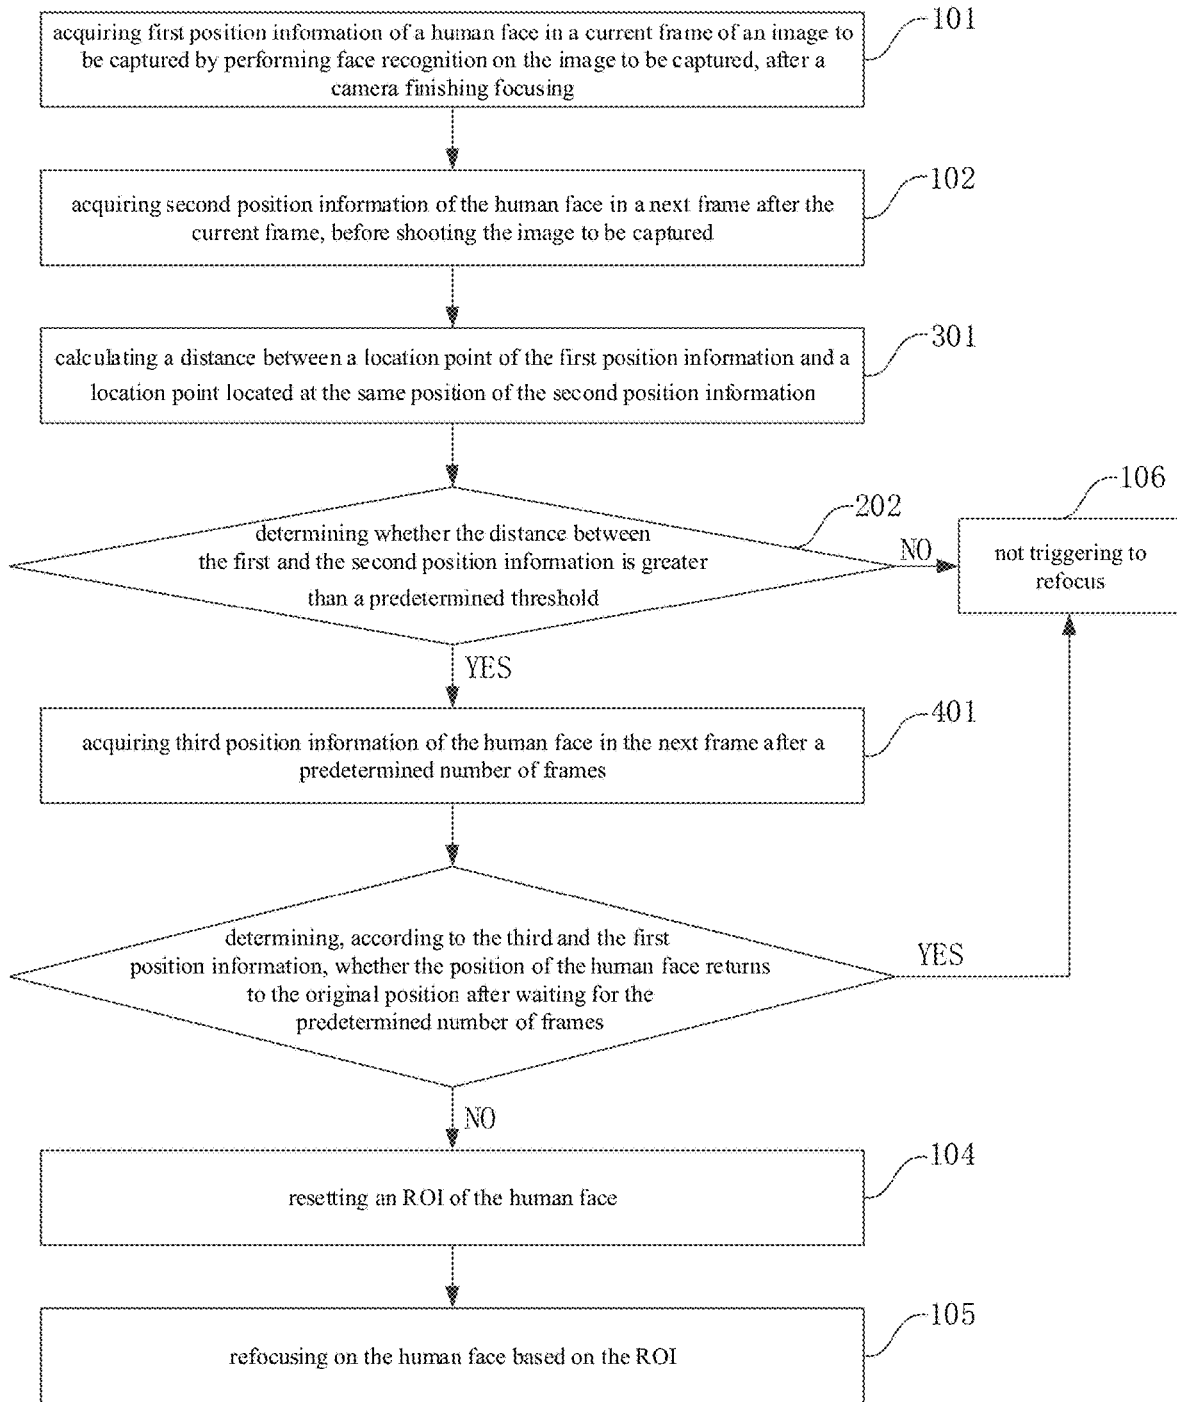 acquiring first position information of a human face in a current frame of an image to
be captured by performing face recognition on the image to be captured, after a
camera finishing focusing
101
acquiring second position information of the human face in a next frame after the
current frame, before shooting the image to be captured
102
calculating a distance between a location point of the first position information and a
location point located at the same position of the second position information
301
determining whether the distance between
the first and the second position information is greater
than a predetermined threshold
202
NO
106
not triggering to
refocus
YES
acquiring third position information of the human face in the next frame after a
predetermined number of frames
401
determining, according to the third and the first
position information, whether the position of the human face returns
to the original position after waiting for the
predetermined number of frames
YES
NO
resetting an ROI of the human face
104
refocusing on the human face based on the ROI
105